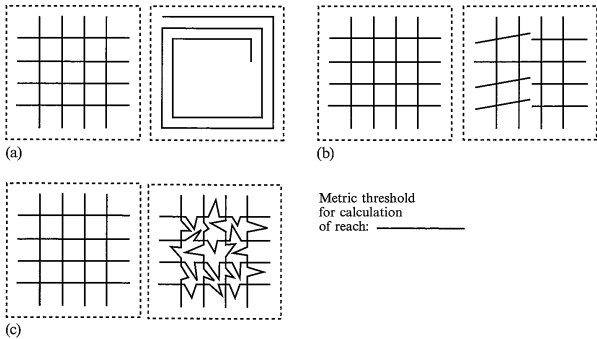 (a)
(b)
(c)
Metric threshold
for calculation
of reach: